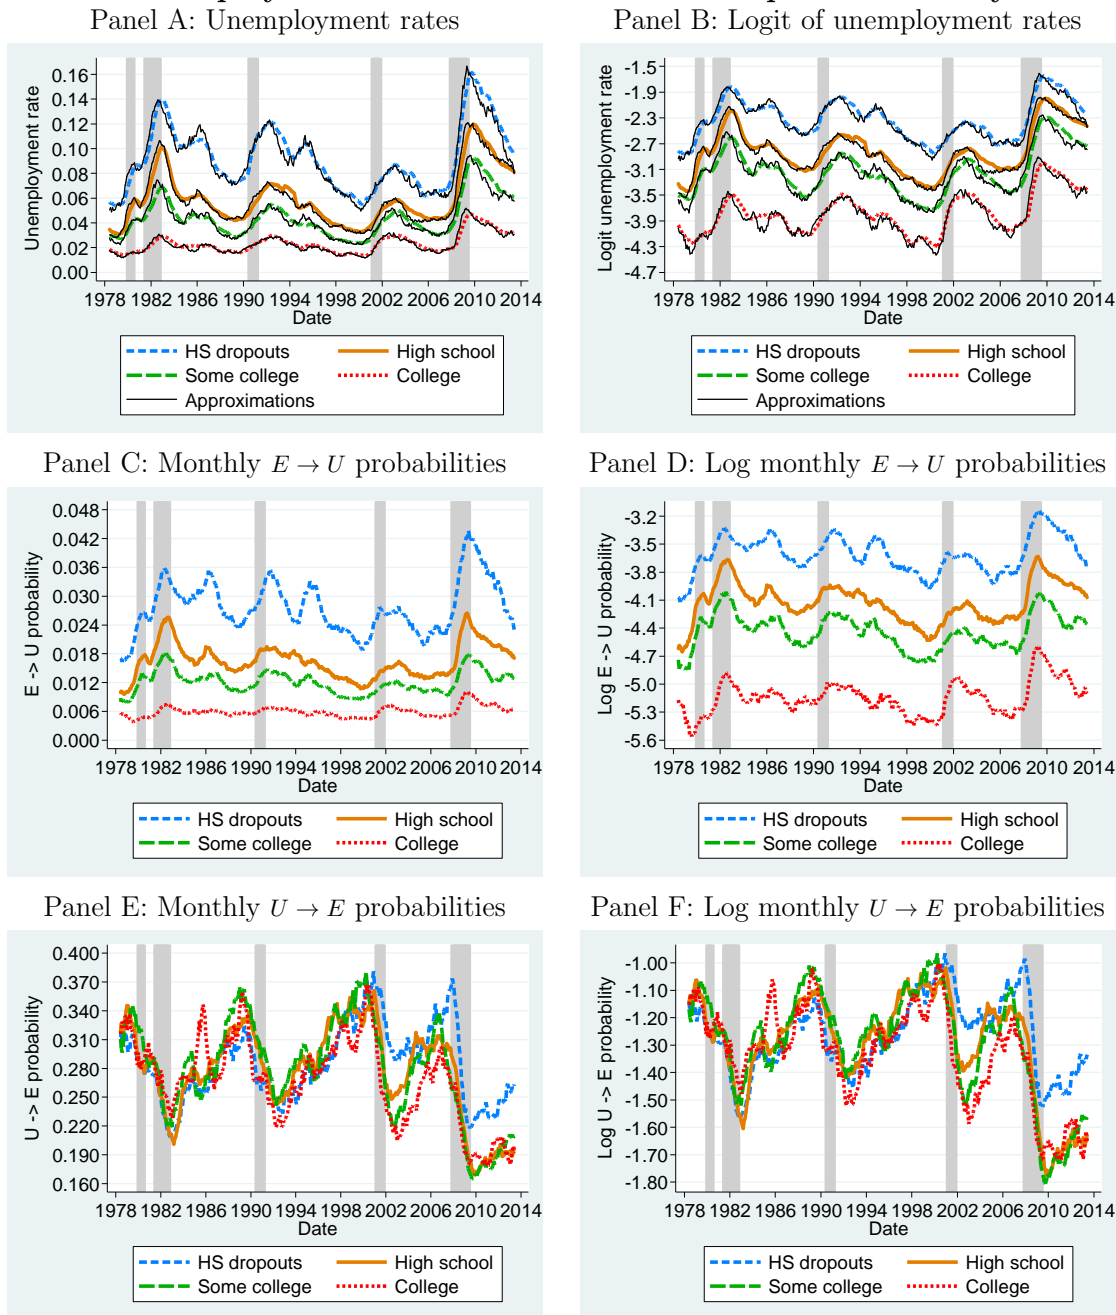 Panel A: Unemployment rates
Unemployment rate
0.16
0.14
0.12
0.10
0.08
0.06
0.04
0.02
0.00
1978 1982 1986 1990 1994 1998 2002 2006 2010 2014
Date
HS dropouts
High school
Some college
College
Approximations
Panel B: Logit of unemployment rates
Logit unemployment rate
-1.5
-1.9
-2.3
-2.7
-3.1
-3.5
-3.9
-4.3
-4.7
1978 1982 1986 1990 1994 1998 2002 2006 2010 2014
Date
HS dropouts
High school
Some college
College
Approximations
Panel C: Monthly E → U probabilities
E -> U probability
0.048
0.042
0.036
0.030
0.024
0.018
0.012
0.006
0.000
1978 1982 1986 1990 1994 1998 2002 2006 2010 2014
Date
HS dropouts
High school
Some college
College
Panel D: Log monthly E → U probabilities
Log E -> U probability
-3.2
-3.5
-3.8
-4.1
-4.4
-4.7
-5.0
-5.3
-5.6
1978 1982 1986 1990 1994 1998 2002 2006 2010 2014
Date
HS dropouts
High school
Some college
College
Panel E: Monthly U → E probabilities
U -> E probability
0.400
0.370
0.340
0.310
0.280
0.250
0.220
0.190
0.160
1978 1982 1986 1990 1994 1998 2002 2006 2010 2014
Date
HS dropouts
High school
Some college
College
Panel F: Log monthly U → E probabilities
Log U -> E probability
-1.00
-1.10
-1.20
-1.30
-1.40
-1.50
-1.60
-1.70
-1.80
1978 1982 1986 1990 1994 1998 2002 2006 2010 2014
Date
HS dropouts
High school
Some college
College